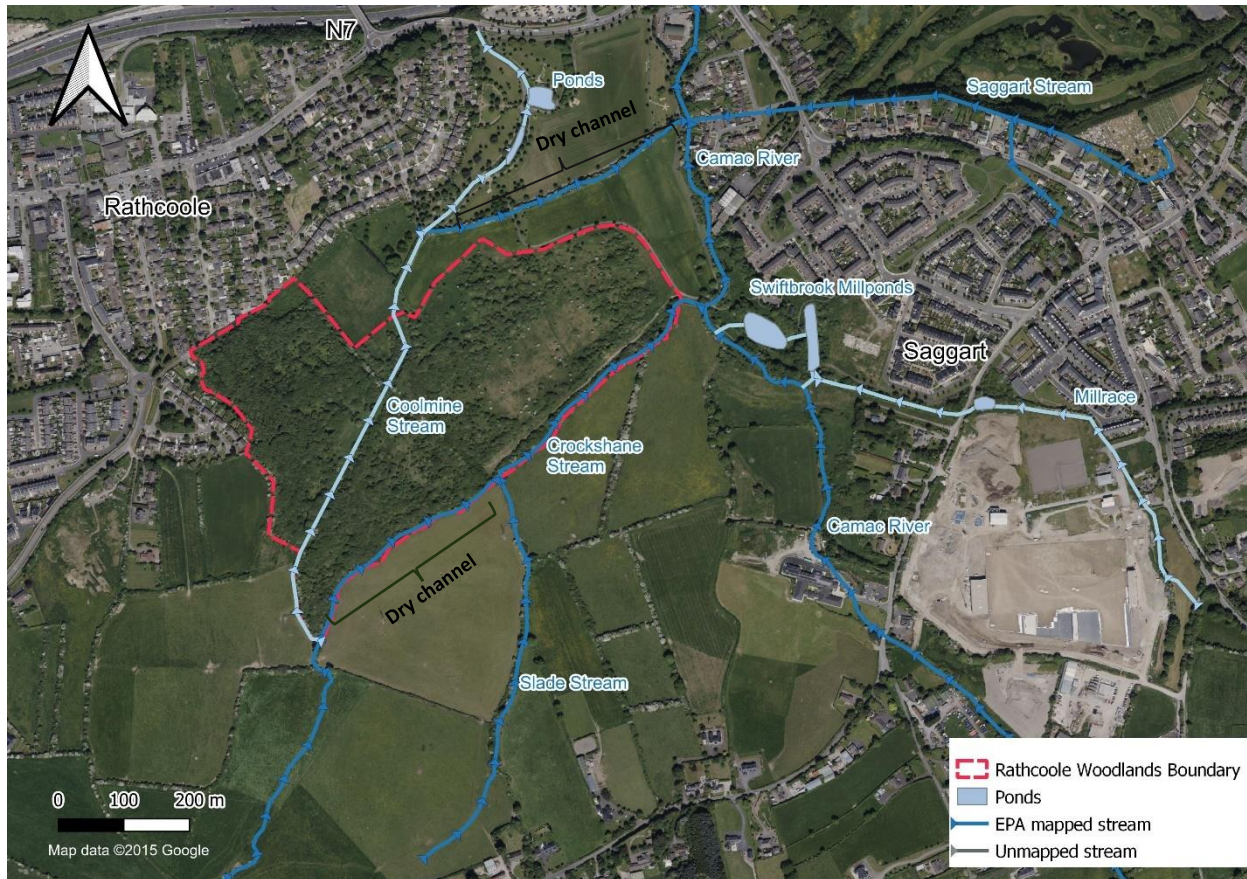 N7
Ponds
Saggart Stream
Dry channel
Camac River
Rathcoole
Swiftbrook Millponds
Saggart
Millrace
Coolmine
Stream
Crockshane
Stream
Camac River
Dry channel
Slade Stream
0 100 200 m
Map data ©2015 Google
Rathcoole Woodlands Boundary
Ponds
EPA mapped stream
Unmapped stream